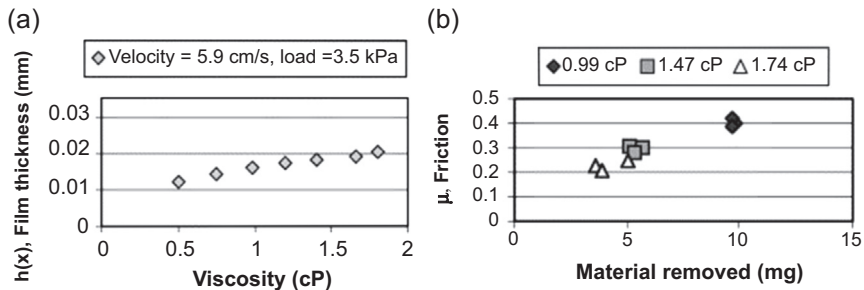 (a)
Velocity = 5.9 cm/s, load =3.5 kPa
h(x), Film thickness (mm)
0.03
0.02
0.01
0
0 0.5 1 1.5 2
Viscosity (cP)
(b)
0.99 cP 1.47 cP 1.74 cP
μ, Friction
0.5
0.4
0.3
0.2
0.1
0
0 5 10 15
Material removed (mg)